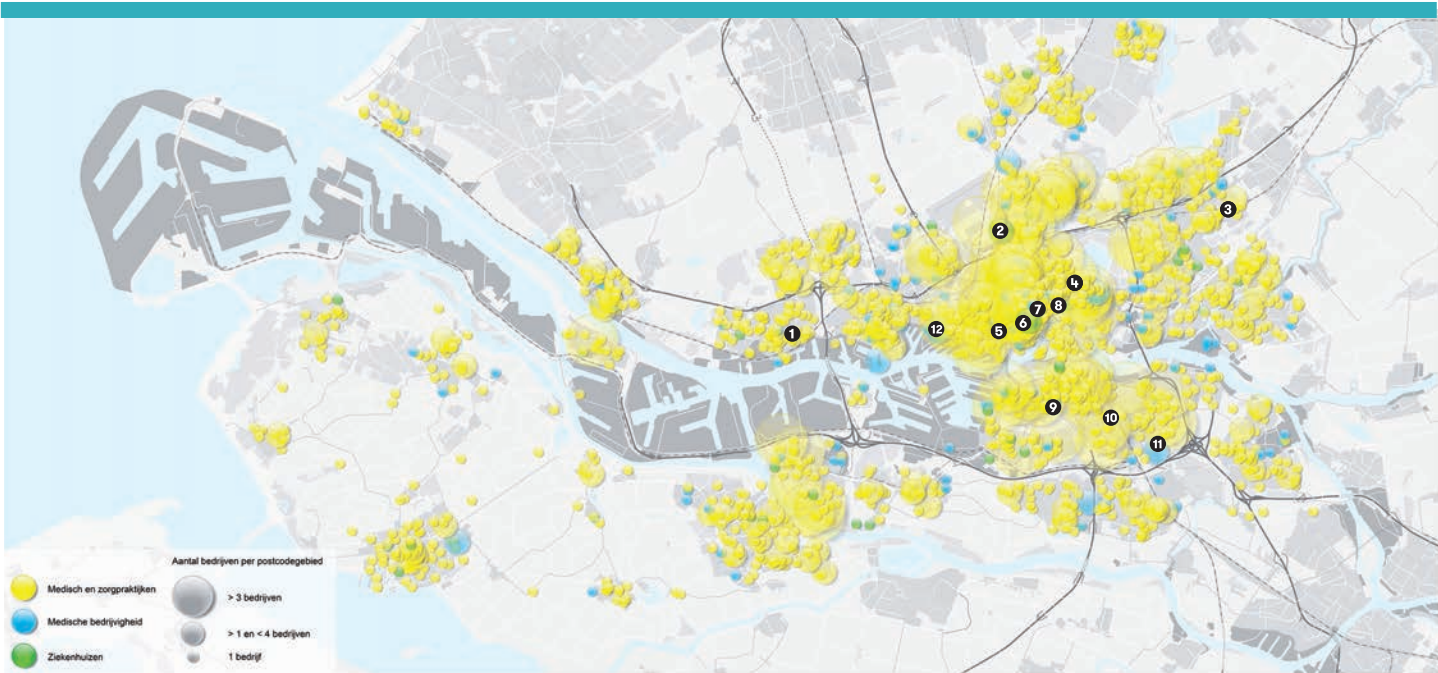 3
2
4
7
8
6
12
5
1
9
10
11
Aantal bedrijven per postcodegebied
Medisch en zorgpraktijken
> 3 bedrijven
Medische bedrijvigheid
> 1 en < 4 bedrijven
Ziekenhuizen
1 bedrijf